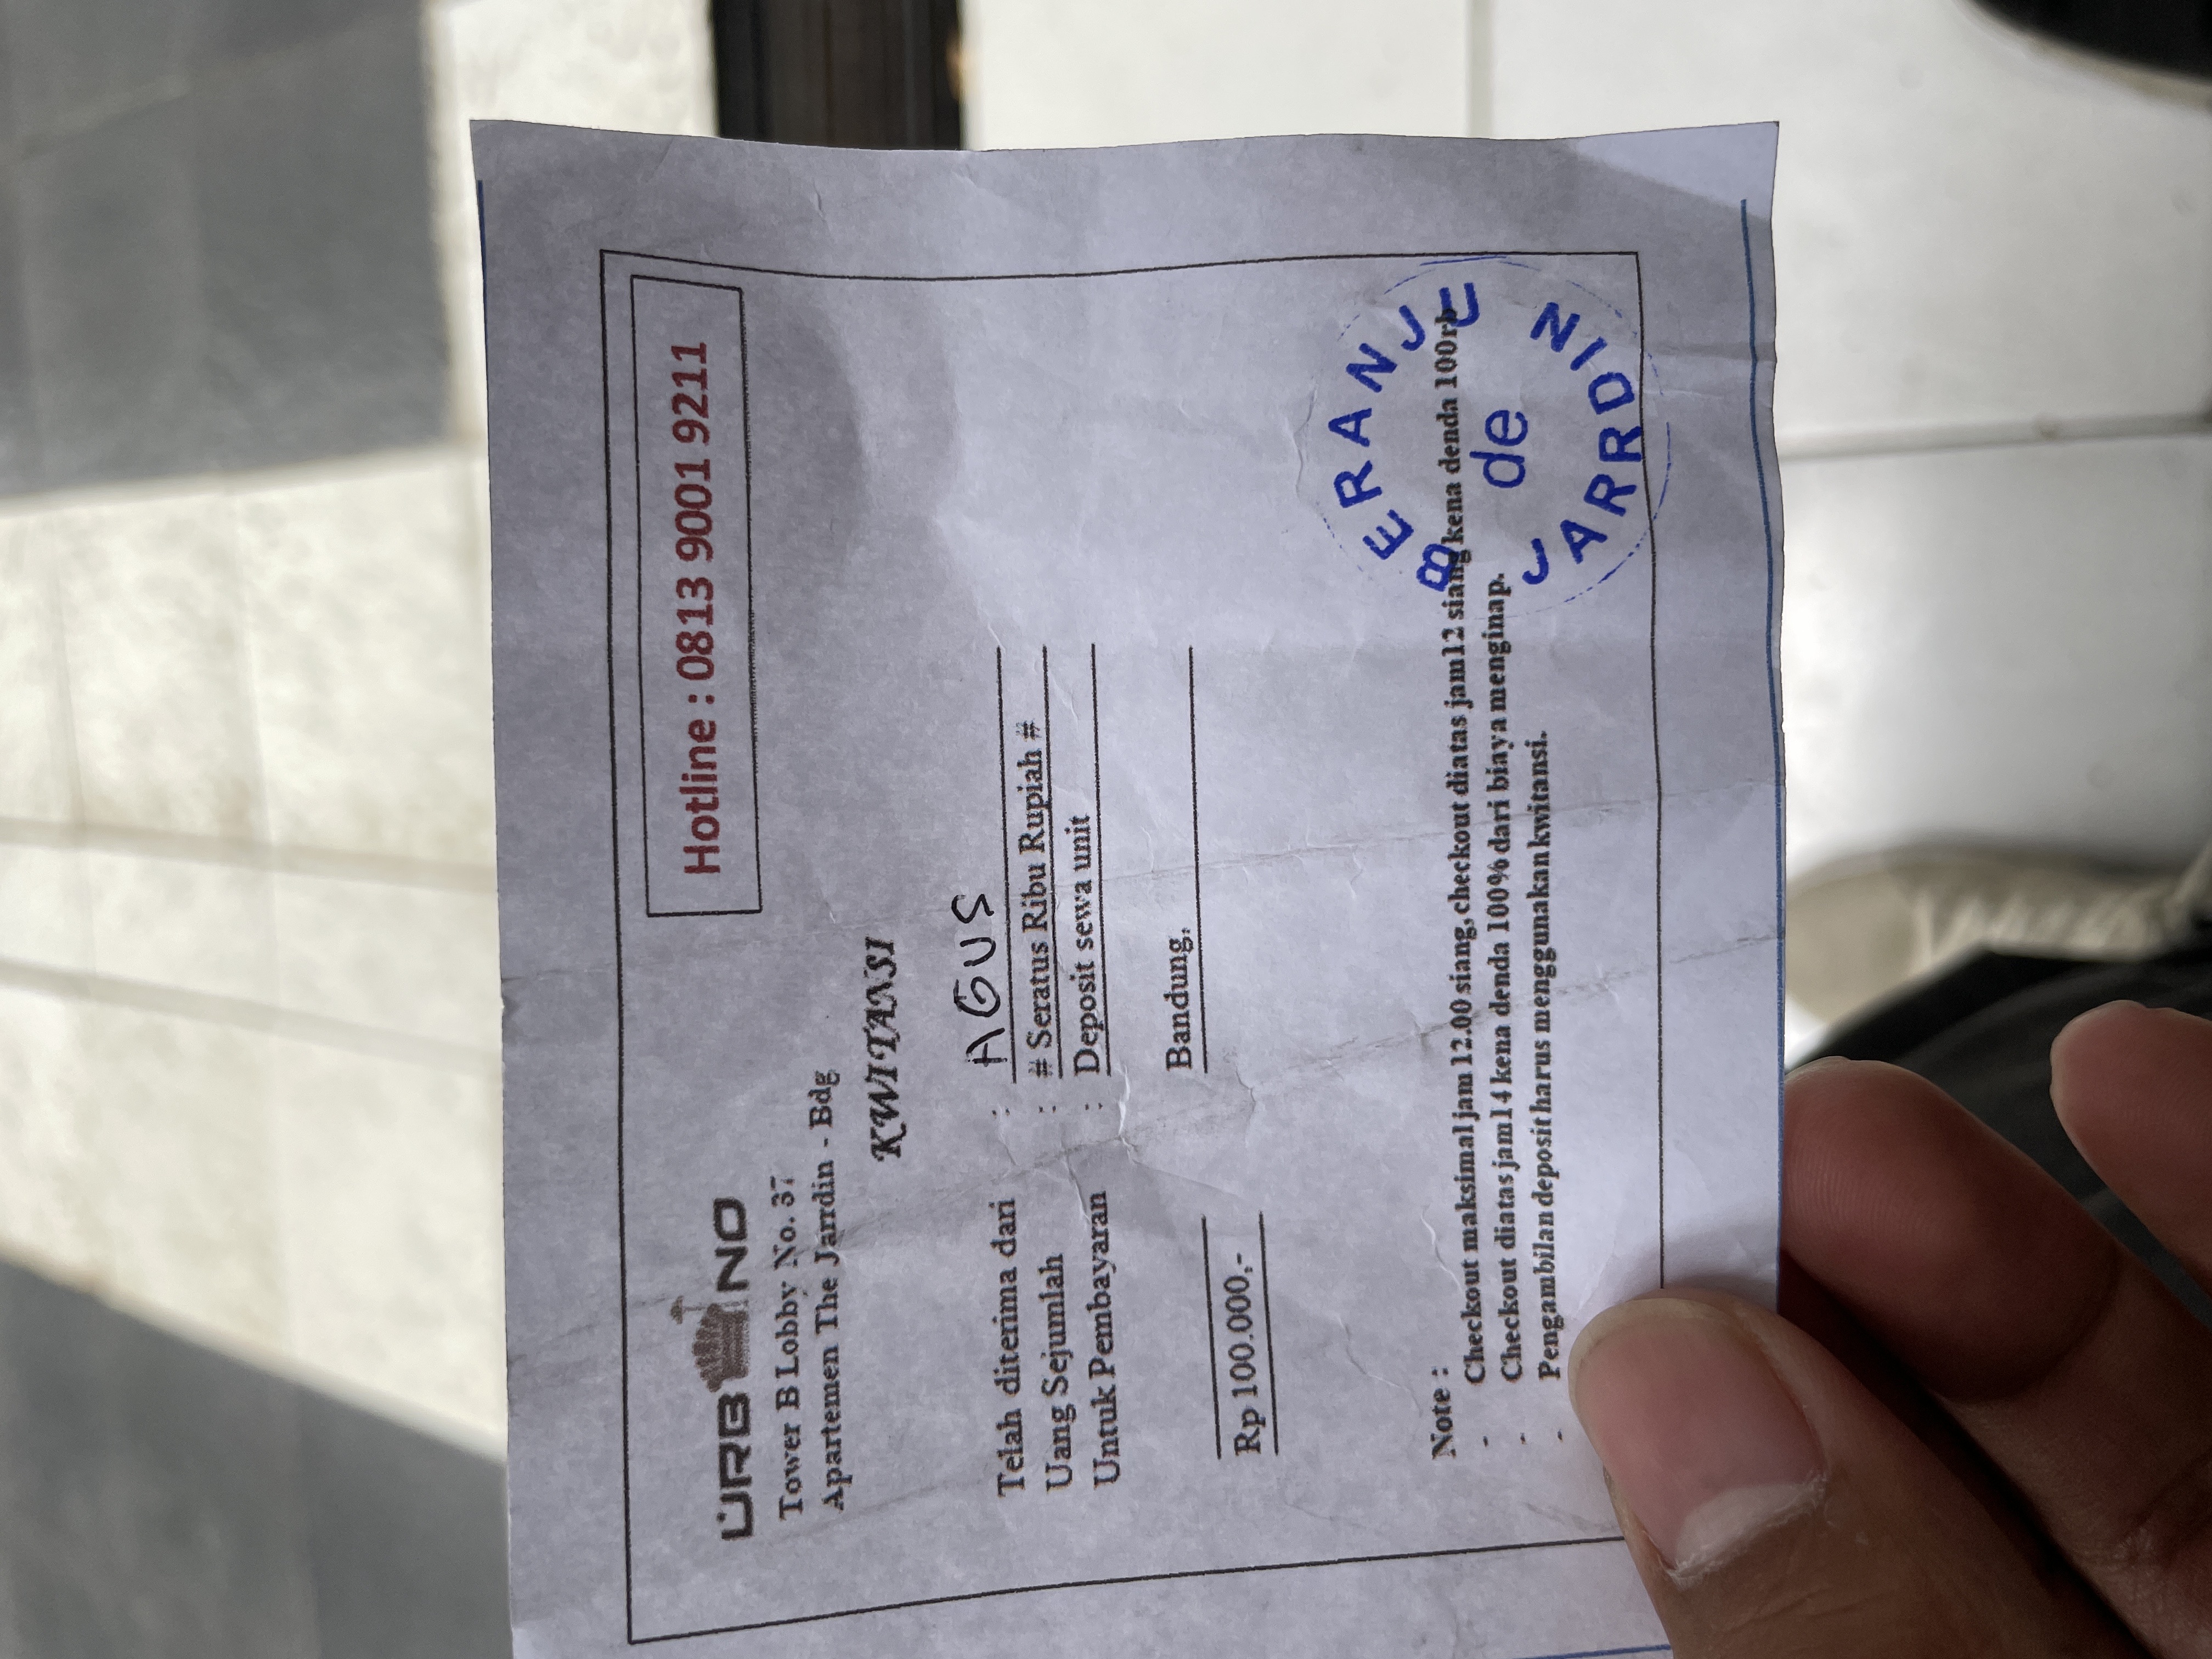 Hotline : 0813 9001 9211
URBANO
Tower B Lobby No. 37
Apartemen The Jarrdin - Bdg
KWITANSI
Telah diterima dari : AGUS
Uang Sejumlah : # Seratus Ribu Rupiah #
Untuk Pembayaran : Deposit sewa unit
Bandung,
Rp 100.000,-
Note :
- Checkout maksimal jam 12.00 siang, checkout diatas jam 12 siang kena denda 100rb
- Checkout diatas jam 14 kena denda 100% dari biaya menginap.
- Pengambilan deposit harus menggunakan kwitansi.
BERANJU
de
JARRDIN